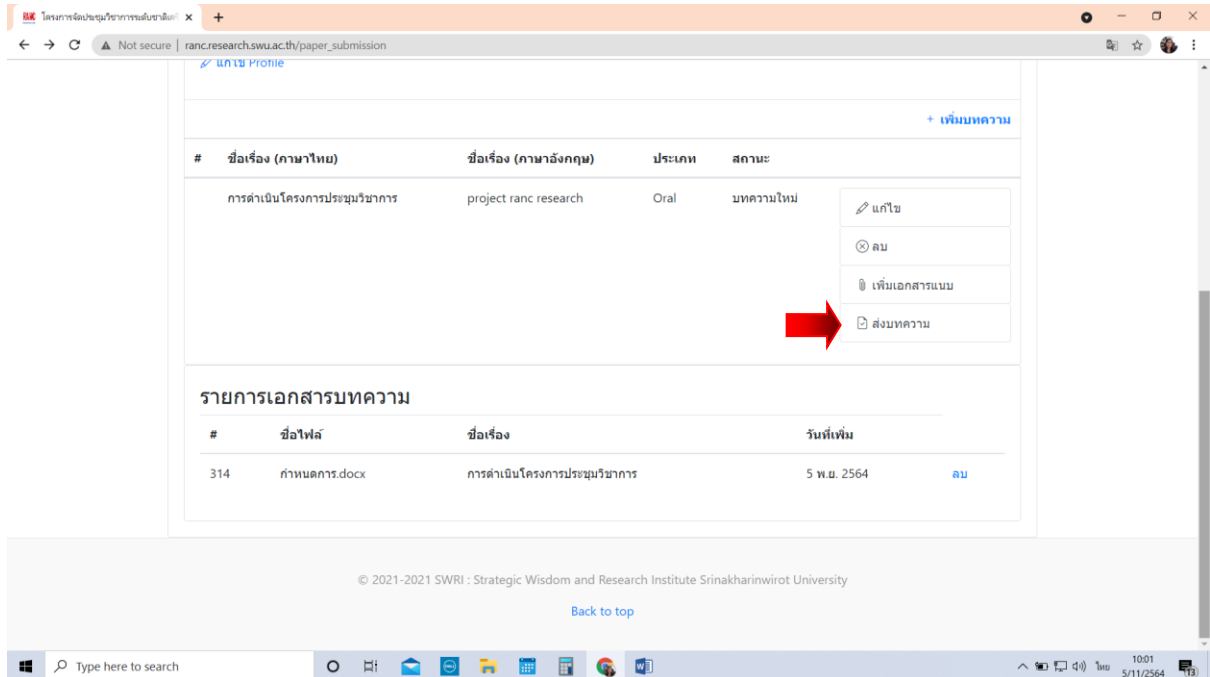 RANC โครงการจัดประชุมวิชาการระดับชาติเครื
Not secure | ranc.research.swu.ac.th/paper_submission
แก้ไข Profile
+ เพิ่มบทความ
# ชื่อเรื่อง (ภาษาไทย) ชื่อเรื่อง (ภาษาอังกฤษ) ประเภท สถานะ
การดำเนินโครงการประชุมวิชาการ project ranc research Oral บทความใหม่
แก้ไข
ลบ
เพิ่มเอกสารแนบ
ส่งบทความ
รายการเอกสารบทความ
# ชื่อไฟล์ ชื่อเรื่อง วันที่เพิ่ม
314 กำหนดการ.docx การดำเนินโครงการประชุมวิชาการ 5 พ.ย. 2564 ลบ
© 2021-2021 SWRI : Strategic Wisdom and Research Institute Srinakharinwirot University
Back to top
Type here to search
ไทย
10:01
5/11/2564
13